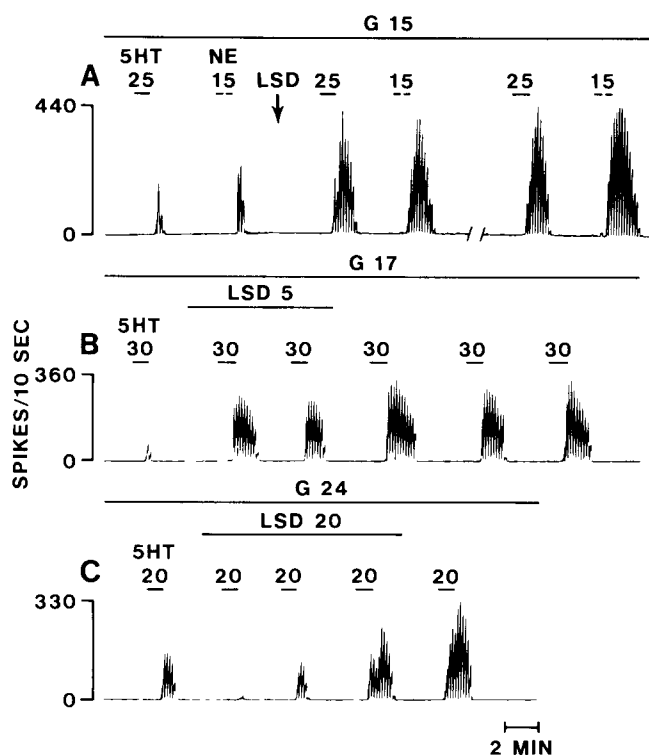 G 15
5HT NE
A 25 15 LSD 25 15 25 15
440
0
G 17
LSD 5
5HT
B 30 30 30 30 30 30
360
0
SPIKES/10 SEC
G 24
LSD 20
5HT
C 20 20 20 20 20
330
0
2 MIN